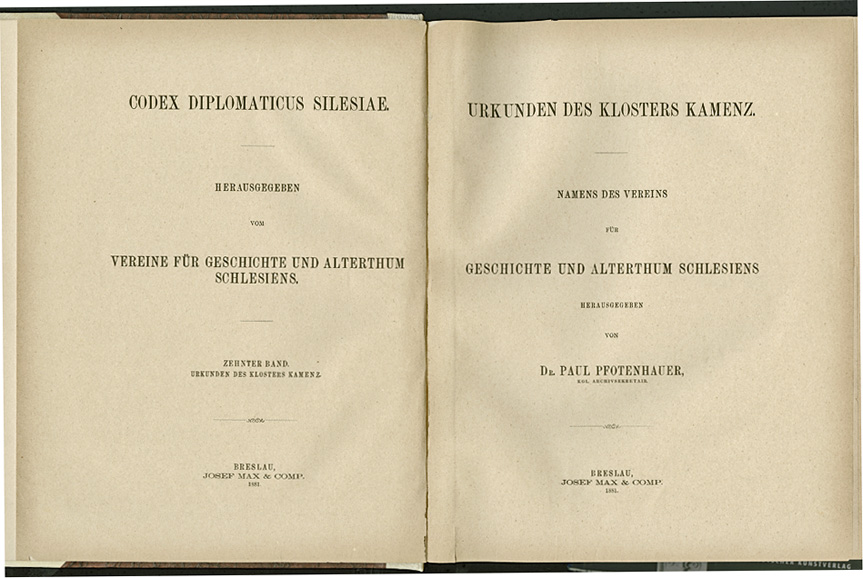 CODEX DIPLOMATICUS SILESIAE.
HERAUSGEGEBEN
VOM
VEREINE FÜR GESCHICHTE UND ALTERTHUM
SCHLESIENS.
ZEHNTER BAND.
URKUNDEN DES KLOSTERS KAMENZ.
BRESLAU,
JOSEF MAX & COMP.
1881.
URKUNDEN DES KLOSTERS KAMENZ.
NAMENS DES VEREINS
FÜR
GESCHICHTE UND ALTERTHUM SCHLESIENS
HERAUSGEGEBEN
VON
DR. PAUL PFOTENHAUER,
KGL. ARCHIVSEKRETAIR.
BRESLAU,
JOSEF MAX & COMP.
1881.
KUNSTVERLAG